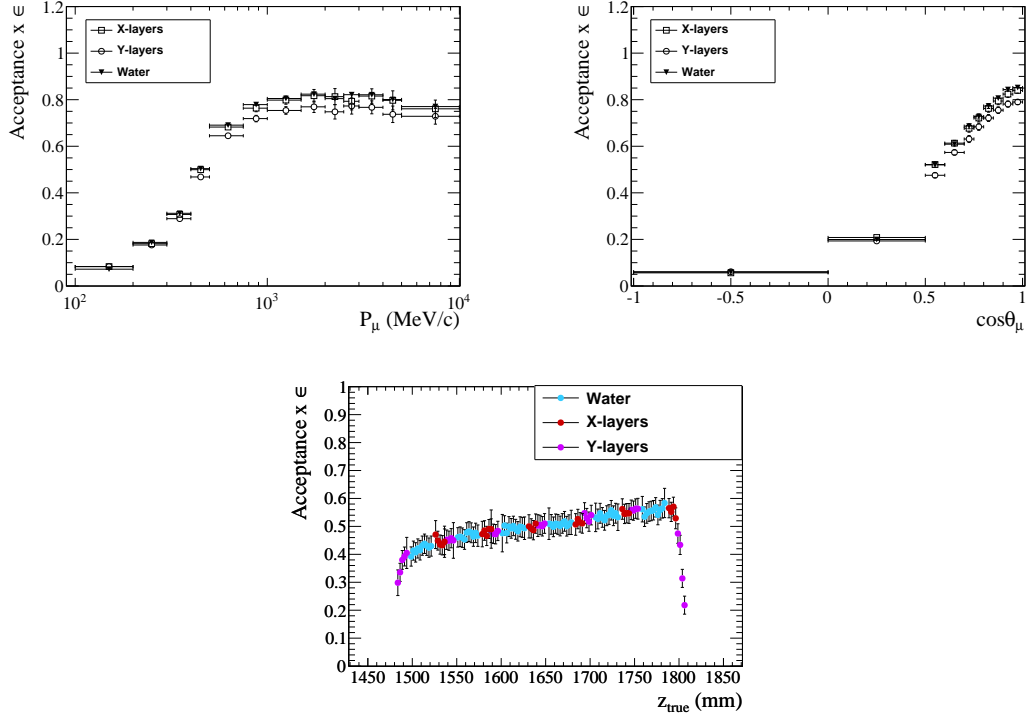 Acceptance x ∈
1.2
1
0.8
0.6
0.4
0.2
0
X-layers
Y-layers
Water
10²
10³
10⁴
P_μ (MeV/c)
Acceptance x ∈
1.2
1
0.8
0.6
0.4
0.2
0
X-layers
Y-layers
Water
-1 -0.5 0 0.5 1
cosθ_μ
Acceptance x ∈
1
0.9
0.8
0.7
0.6
0.5
0.4
0.3
0.2
0.1
0
Water
X-layers
Y-layers
1450 1500 1550 1600 1650 1700 1750 1800 1850
z_true (mm)